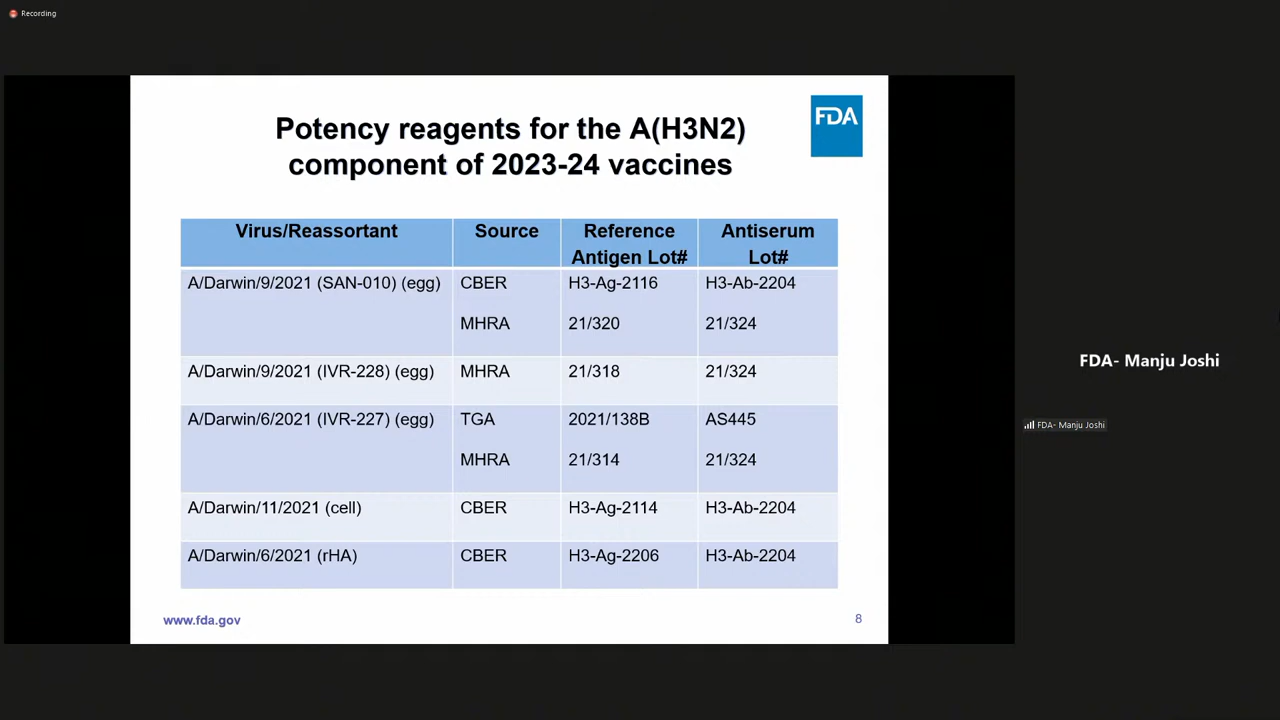 Recording
FDA
Potency reagents for the A(H3N2)
component of 2023-24 vaccines
Virus/Reassortant Source Reference Antiserum
Antigen Lot# Lot#
A/Darwin/9/2021 (SAN-010) (egg) CBER H3-Ag-2116 H3-Ab-2204
MHRA 21/320 21/324
A/Darwin/9/2021 (IVR-228) (egg) MHRA 21/318 21/324
A/Darwin/6/2021 (IVR-227) (egg) TGA 2021/138B AS445
MHRA 21/314 21/324
A/Darwin/11/2021 (cell) CBER H3-Ag-2114 H3-Ab-2204
A/Darwin/6/2021 (rHA) CBER H3-Ag-2206 H3-Ab-2204
www.fda.gov 8
FDA- Manju Joshi
FDA- Manju Joshi